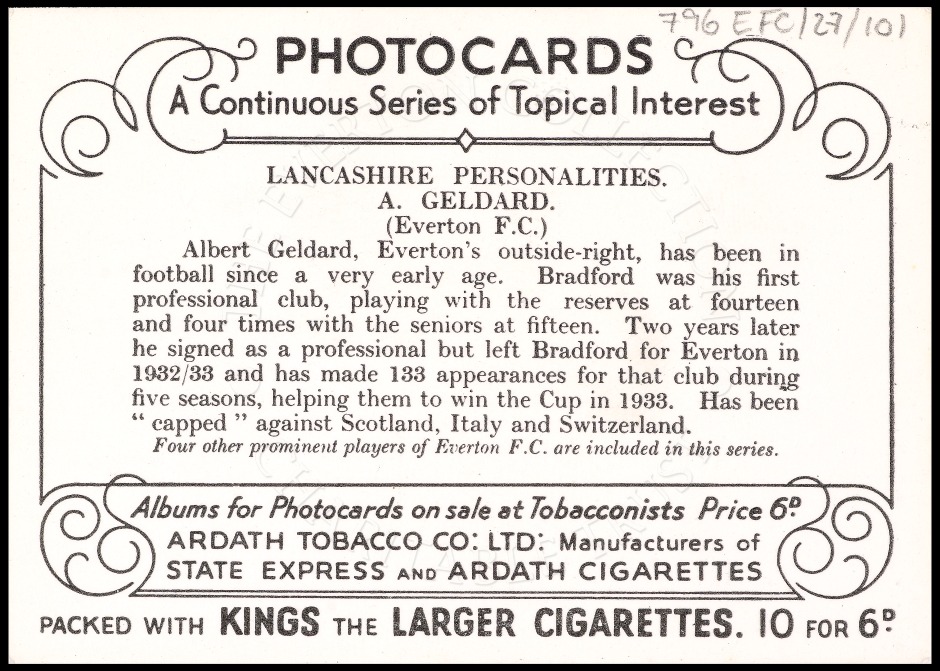 796 EFC/27/101
PHOTOCARDS
A Continuous Series of Topical Interest
LANCASHIRE PERSONALITIES.
A. GELDARD.
(Everton F.C.)
Albert Geldard, Everton's outside-right, has been in
football since a very early age. Bradford was his first
professional club, playing with the reserves at fourteen
and four times with the seniors at fifteen. Two years later
he signed as a professional but left Bradford for Everton in
1932/33 and has made 133 appearances for that club during
five seasons, helping them to win the Cup in 1933. Has been
" capped " against Scotland, Italy and Switzerland.
Four other prominent players of Everton F.C. are included in this series.
Albums for Photocards on sale at Tobacconists Price 6D
ARDATH TOBACCO CO: LTD: Manufacturers of
STATE EXPRESS AND ARDATH CIGARETTES
PACKED WITH KINGS THE LARGER CIGARETTES. 10 FOR 6D